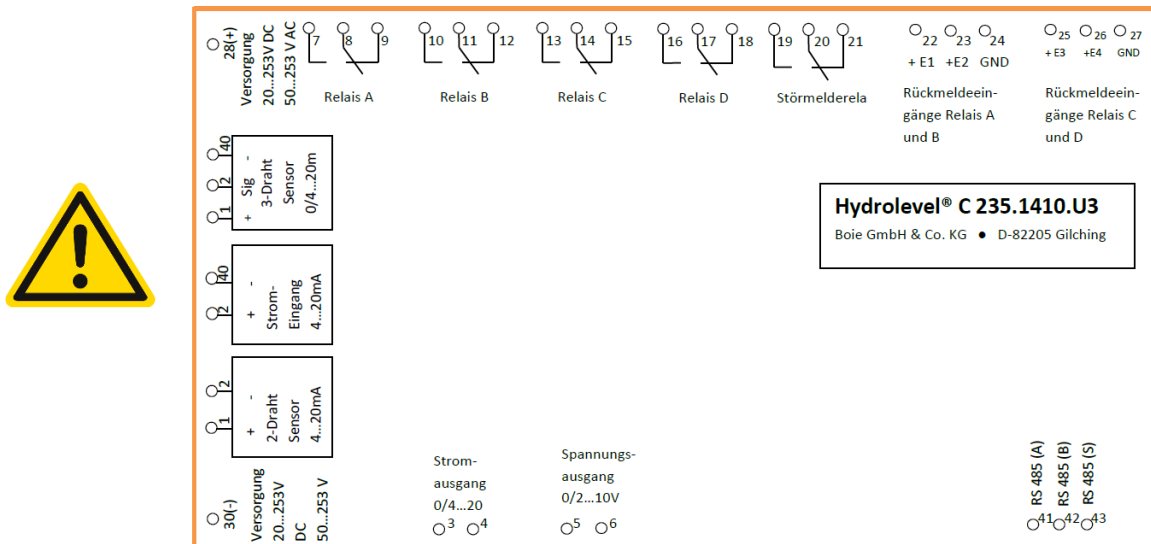 28(+)
Versorgung
20...253V DC
50...253 V AC
7 8 9
Relais A
10 11 12
Relais B
13 14 15
Relais C
16 17 18
Relais D
19 20 21
Störmelderela
22 23 24
+ E1 +E2 GND
Rückmeldeein-
gänge Relais A
und B
25 26 27
+ E3 +E4 GND
Rückmeldeein-
gänge Relais C
und D
40
2
1
+ Sig -
3-Draht
Sensor
0/4...20m
Hydrolevel® C 235.1410.U3
Boie GmbH & Co. KG ● D-82205 Gilching
40
2
+ -
Strom-
Eingang
4...20mA
2
1
+ -
2-Draht
Sensor
4...20mA
30(-)
Versorgung
20...253V
DC
50...253 V
Strom-
ausgang
0/4...20
3 4
Spannungs-
ausgang
0/2...10V
5 6
RS 485 (A)
RS 485 (B)
RS 485 (S)
41 42 43